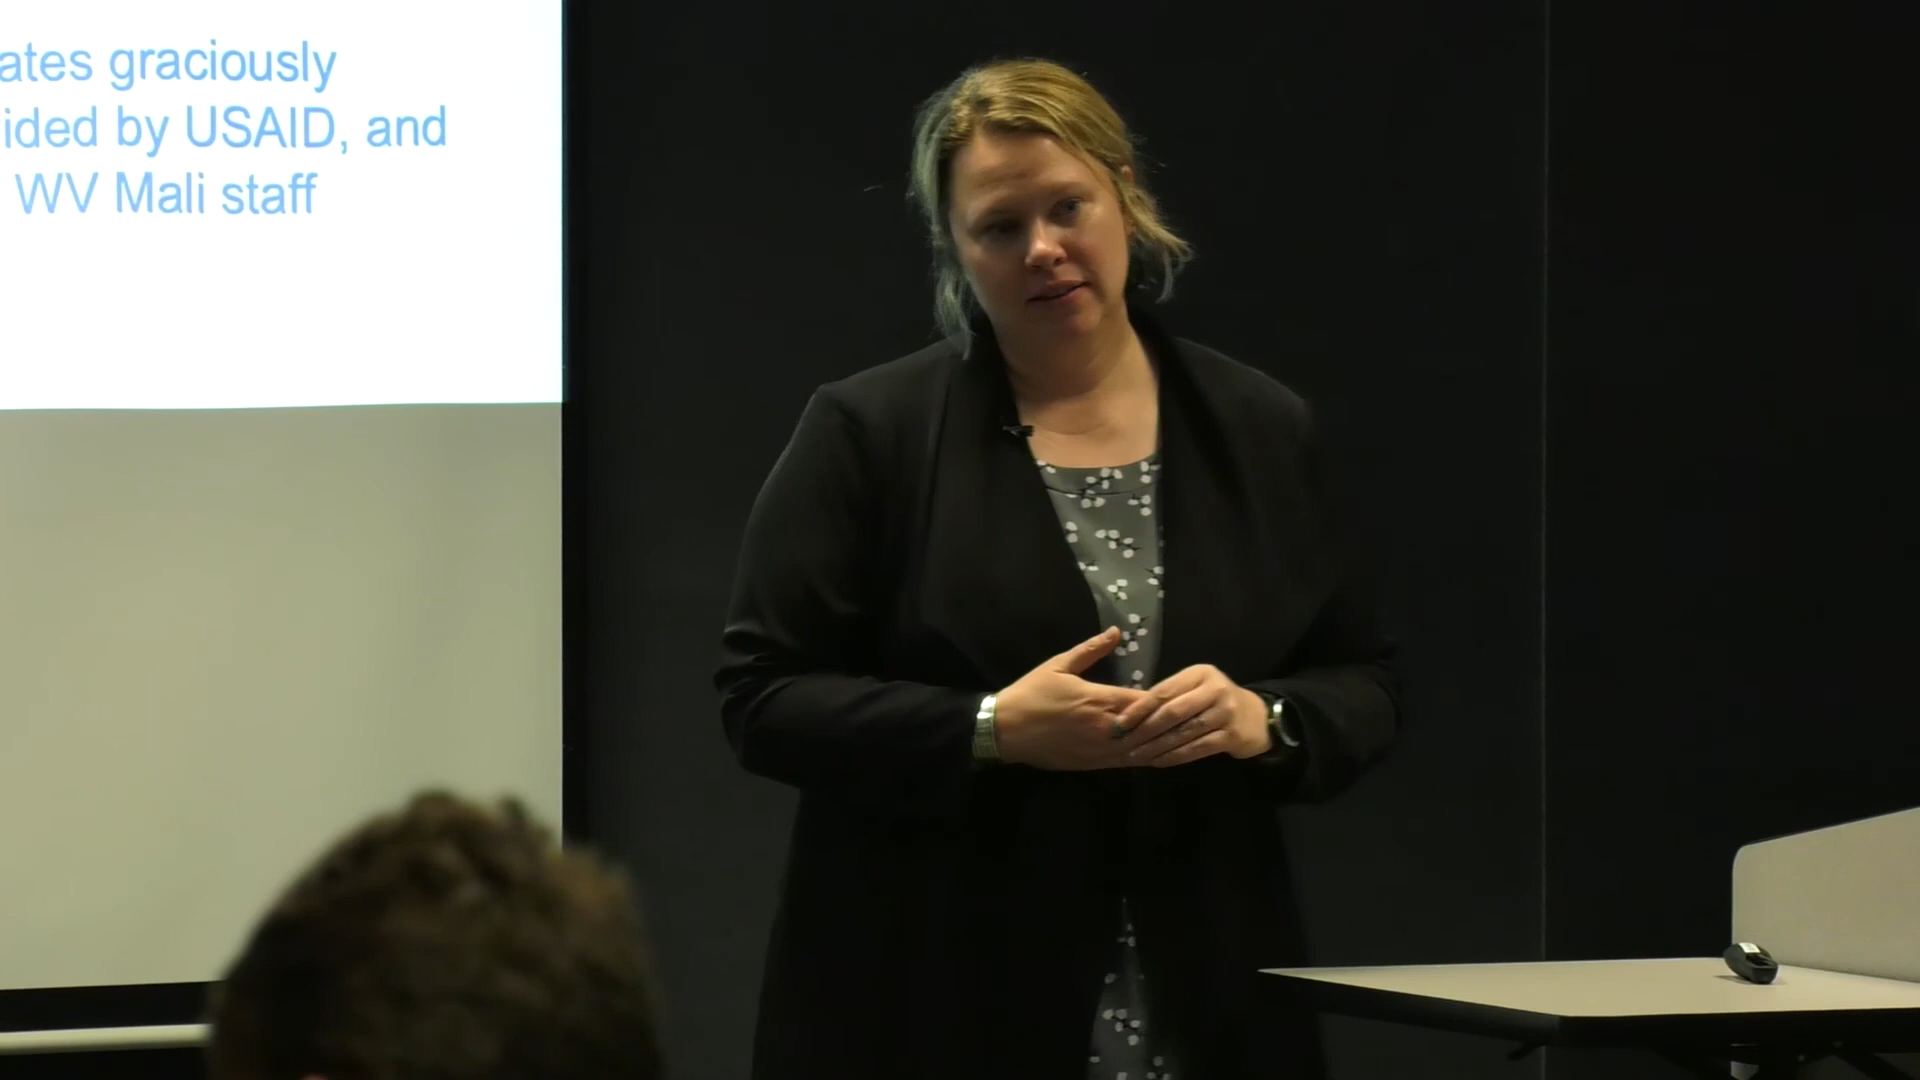 ates graciously
ided by USAID, and
WV Mali staff